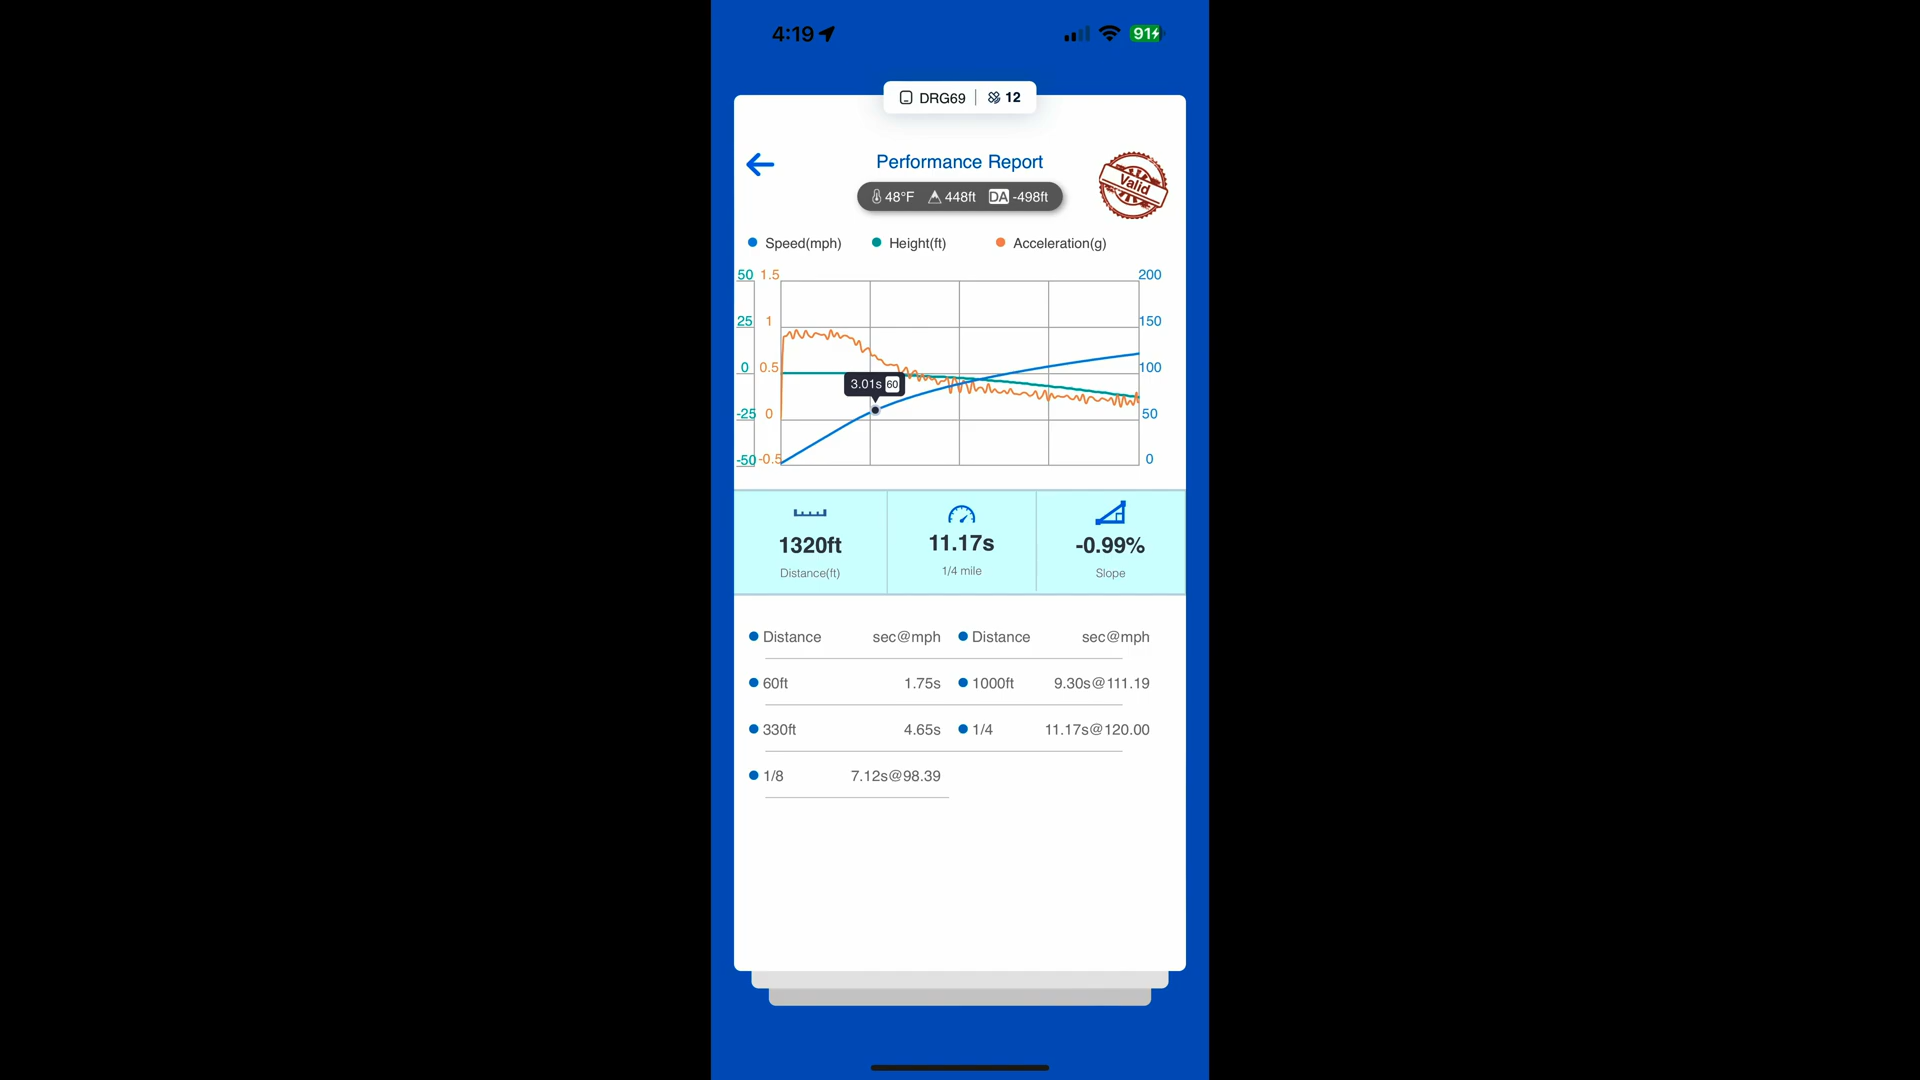 4:19
91
DRG69 | 12
Performance Report
Valid
48°F 448ft DA -498ft
Speed(mph) Height(ft) Acceleration(g)
50 1.5 200
25 1 150
0 0.5 100
-25 0 50
-50 -0.5 0
3.01s 60
1320ft 11.17s -0.99%
Distance(ft) 1/4 mile Slope
Distance sec@mph Distance sec@mph
60ft 1.75s 1000ft 9.30s@111.19
330ft 4.65s 1/4 11.17s@120.00
1/8 7.12s@98.39